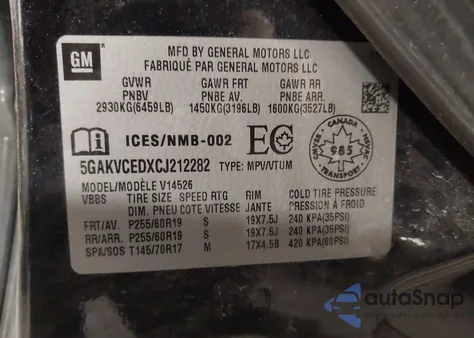 GM
MFD BY GENERAL MOTORS LLC
FABRIQUÉ PAR GENERAL MOTORS LLC
GVWR GAWR FRT GAWR RR
PNBV PNBE AV. PNBE ARR.
2930KG(6459LB) 1450KG(3196LB) 1600KG(3527LB)
ICES/NMB-002 EC CANADA CMVSS NSVAC 985
5GAKVCEDXCJ212282 TYPE: MPV/VTUM
MODEL/MODÈLE V14526
VBBS TIRE SIZE SPEED RTG RIM COLD TIRE PRESSURE
DIM. PNEU COTE VITESSE JANTE PRESSION À FROID
FRT/AV. P255/60R19 S 19X7.5J 240 KPA(35PSI)
RR/ARR. P255/60R19 S 19X7.5J 240 KPA(35PSI)
SPA/SOS T145/70R17 M 17X4.5B 420 KPA(60PSI)
autoSnap